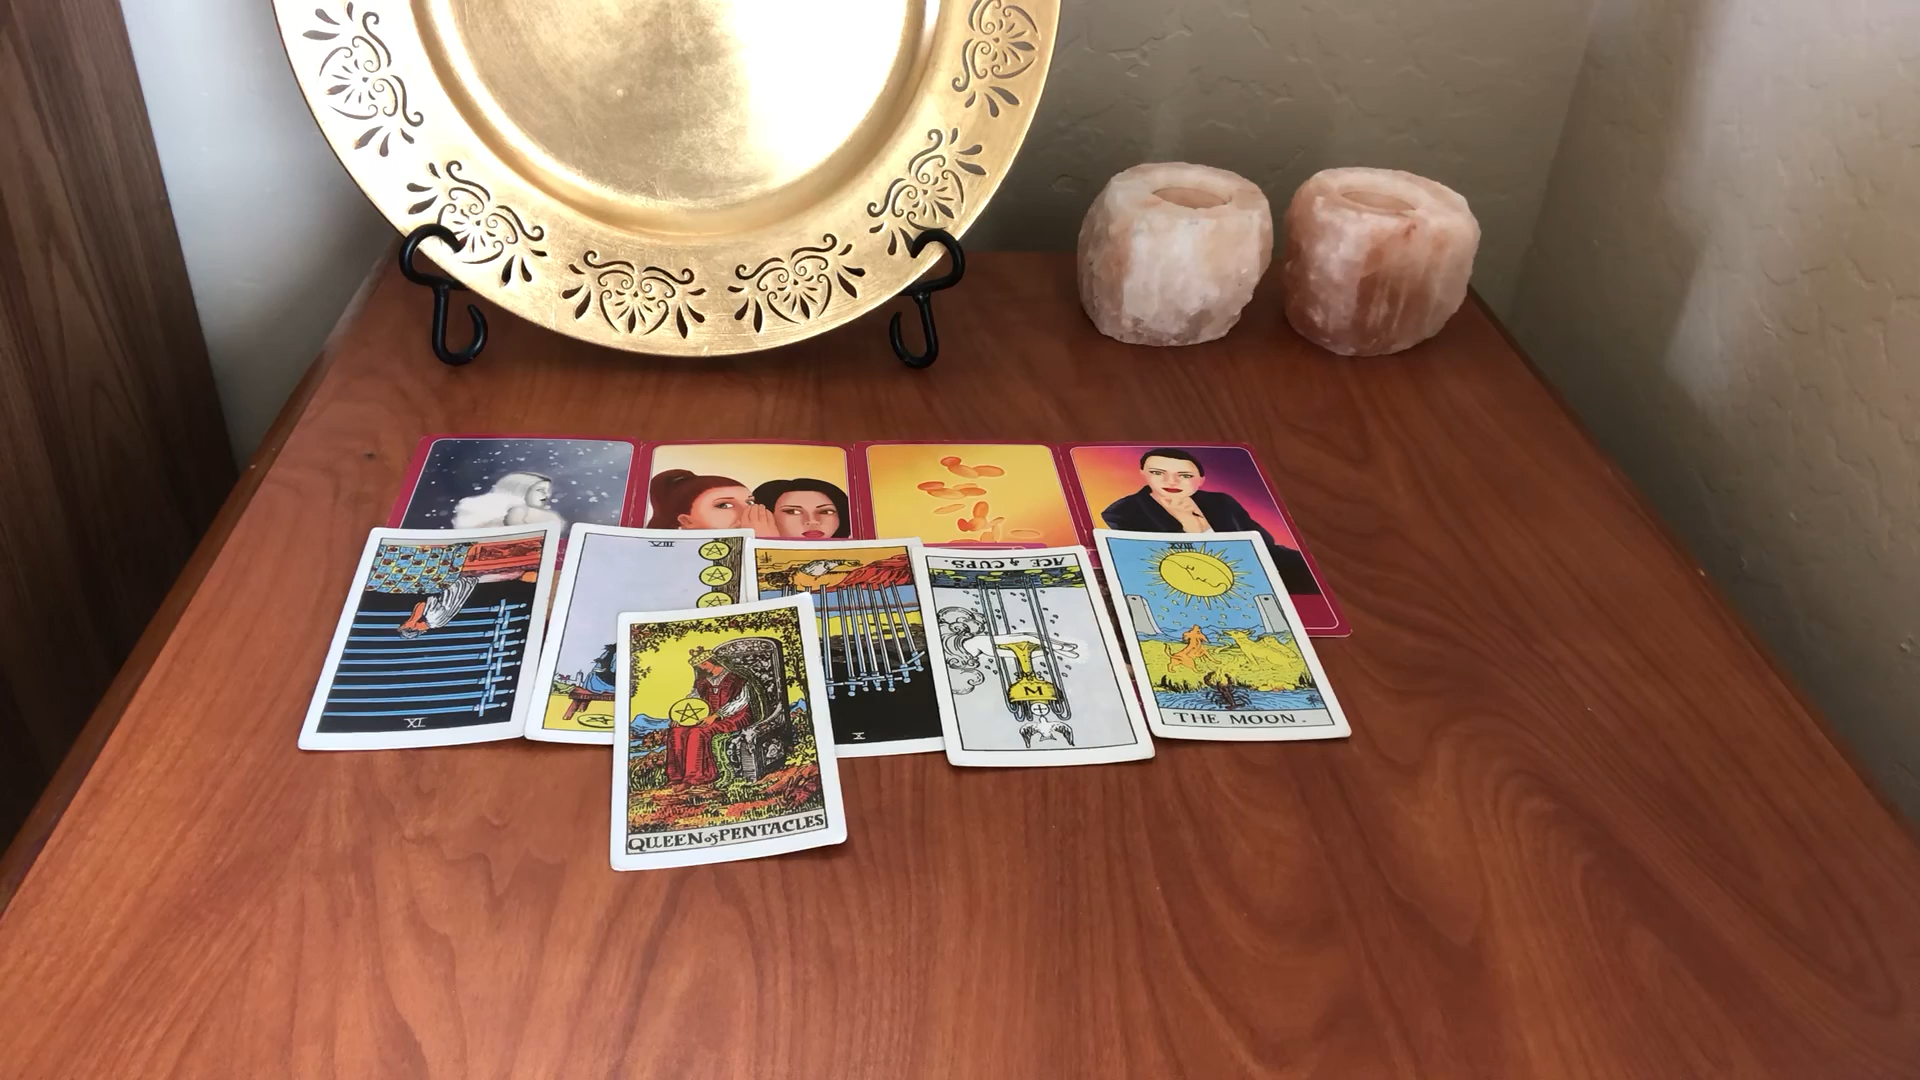 VIII
ACE of CUPS.
XVIII
IX
W
THE MOON.
X
QUEEN of PENTACLES